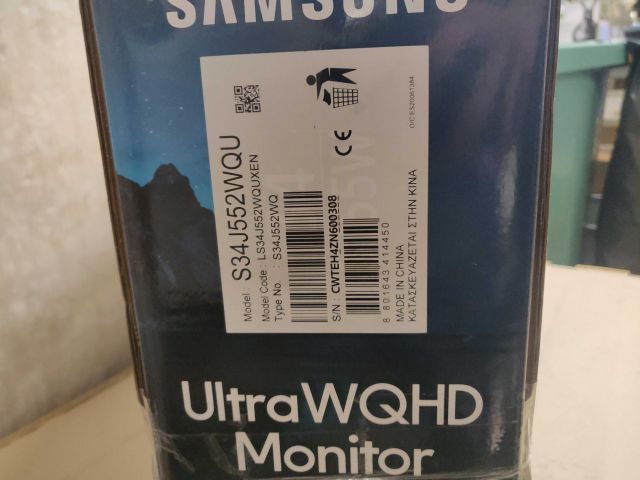 SAMSUNG
Model : S34J552WQU
Model Code : LS34J552WQUXEN
Type No. : S34J552WQ
S/N : CWTEH4ZN600308
8 801643 414450
MADE IN CHINA
ΚΑΤΑΣΚΕΥΑΖΕΤΑΙ ΣΤΗΝ ΚΙΝΑ
CE
UltraWQHD
Monitor